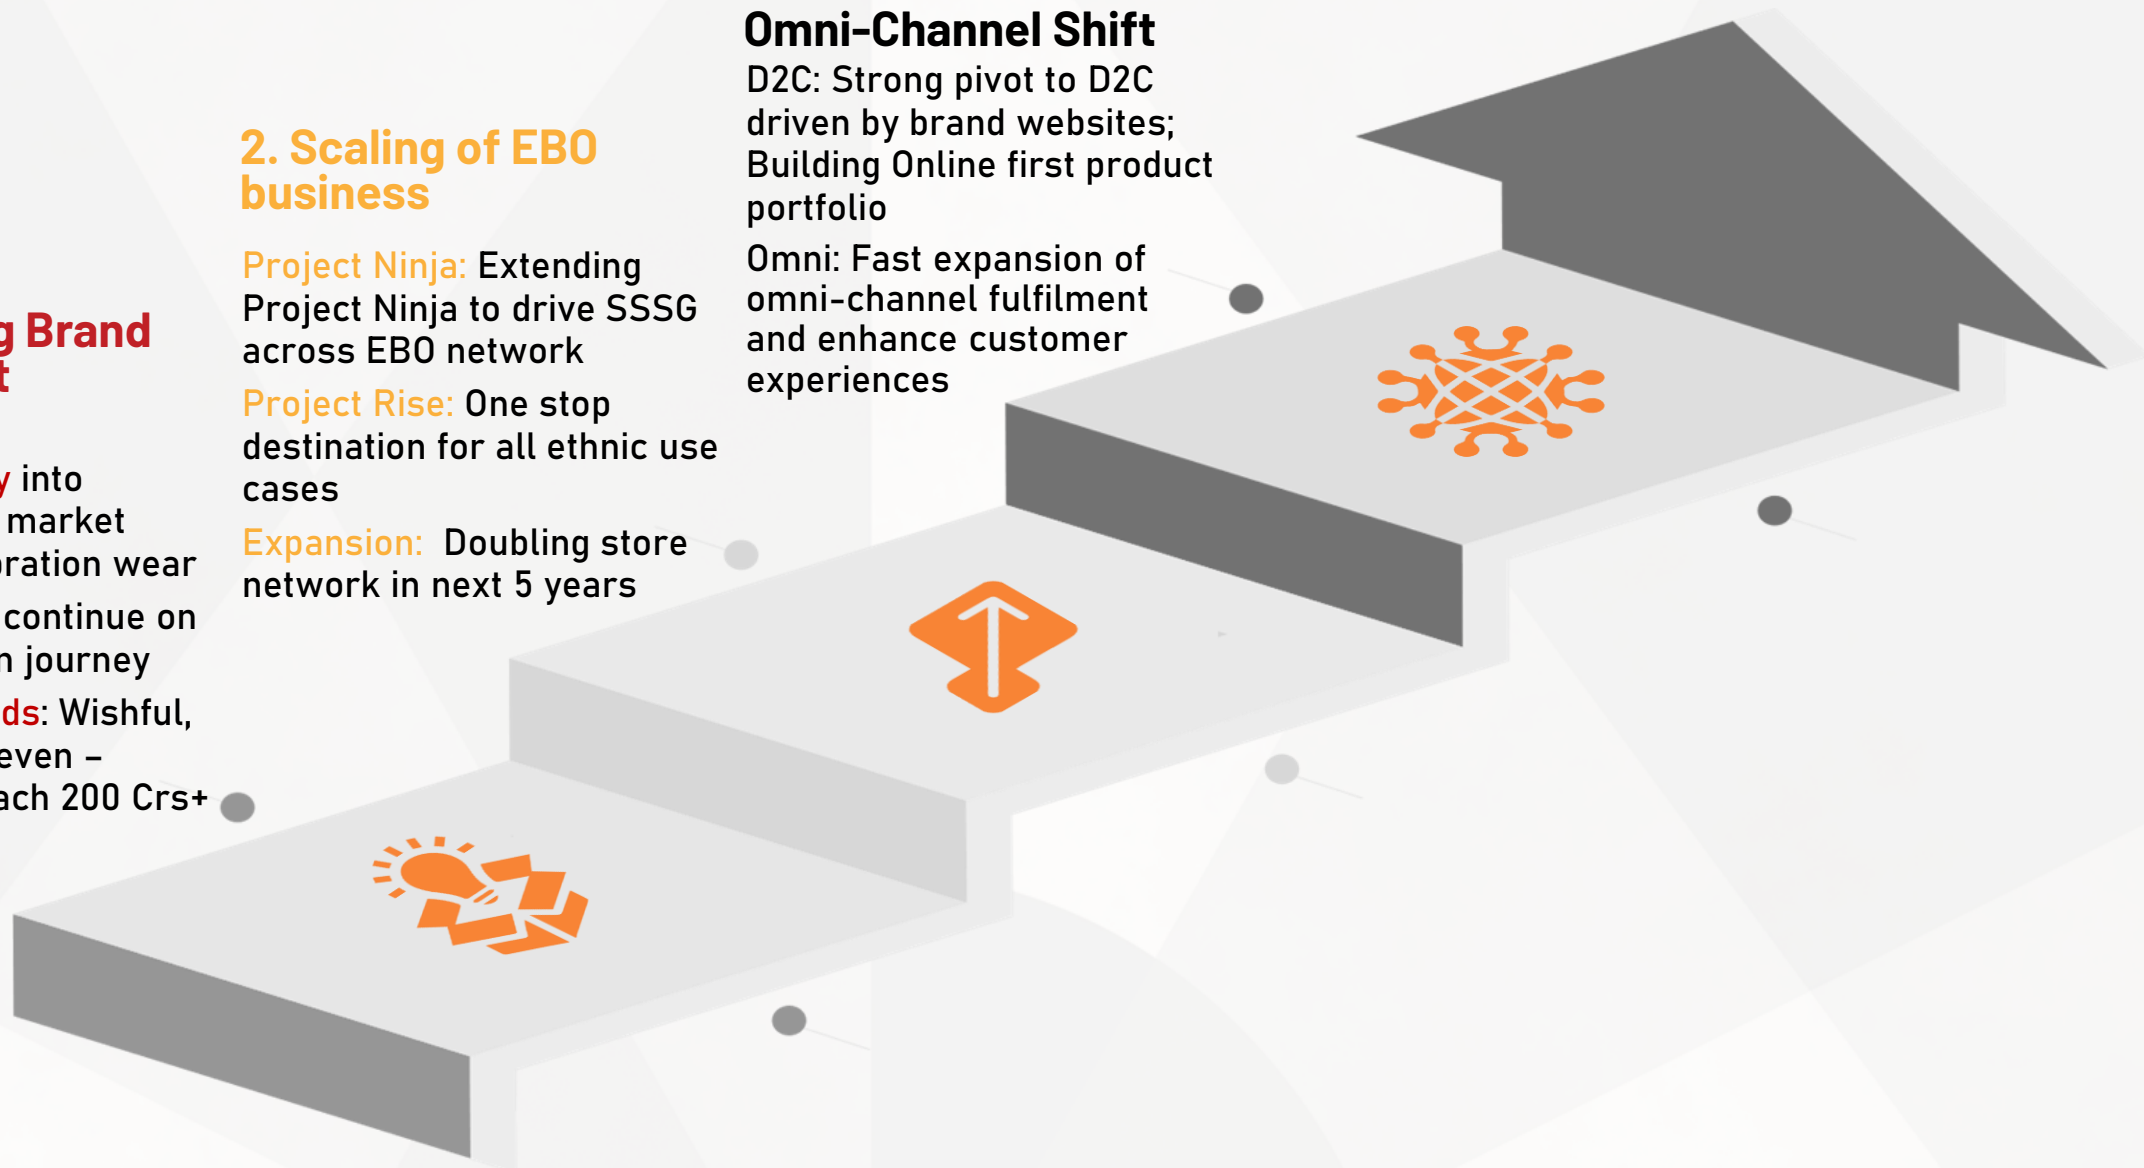 Brand
into
market
wear
continue on
journey
: Wishful,
–
200 Crs+
2. Scaling of EBO
business
Project Ninja: Extending
Project Ninja to drive SSSG
across EBO network
Project Rise: One stop
destination for all ethnic use
cases
Expansion: Doubling store
network in next 5 years
Omni-Channel Shift
D2C: Strong pivot to D2C
driven by brand websites;
Building Online first product
portfolio
Omni: Fast expansion of
omni-channel fulfilment
and enhance customer
experiences